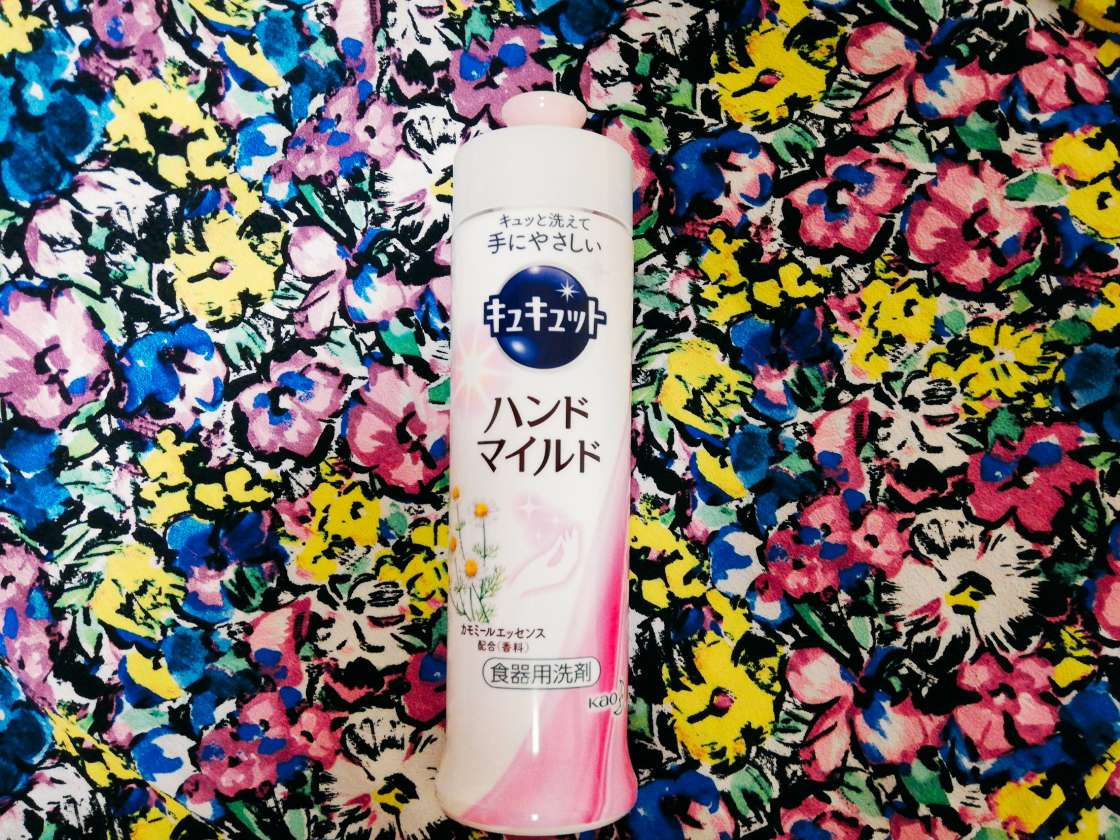 キュッと洗えて
手にやさしい
キュキュット
ハンド
マイルド
カモミールエッセンス
配合(香料)
食器用洗剤
Kao